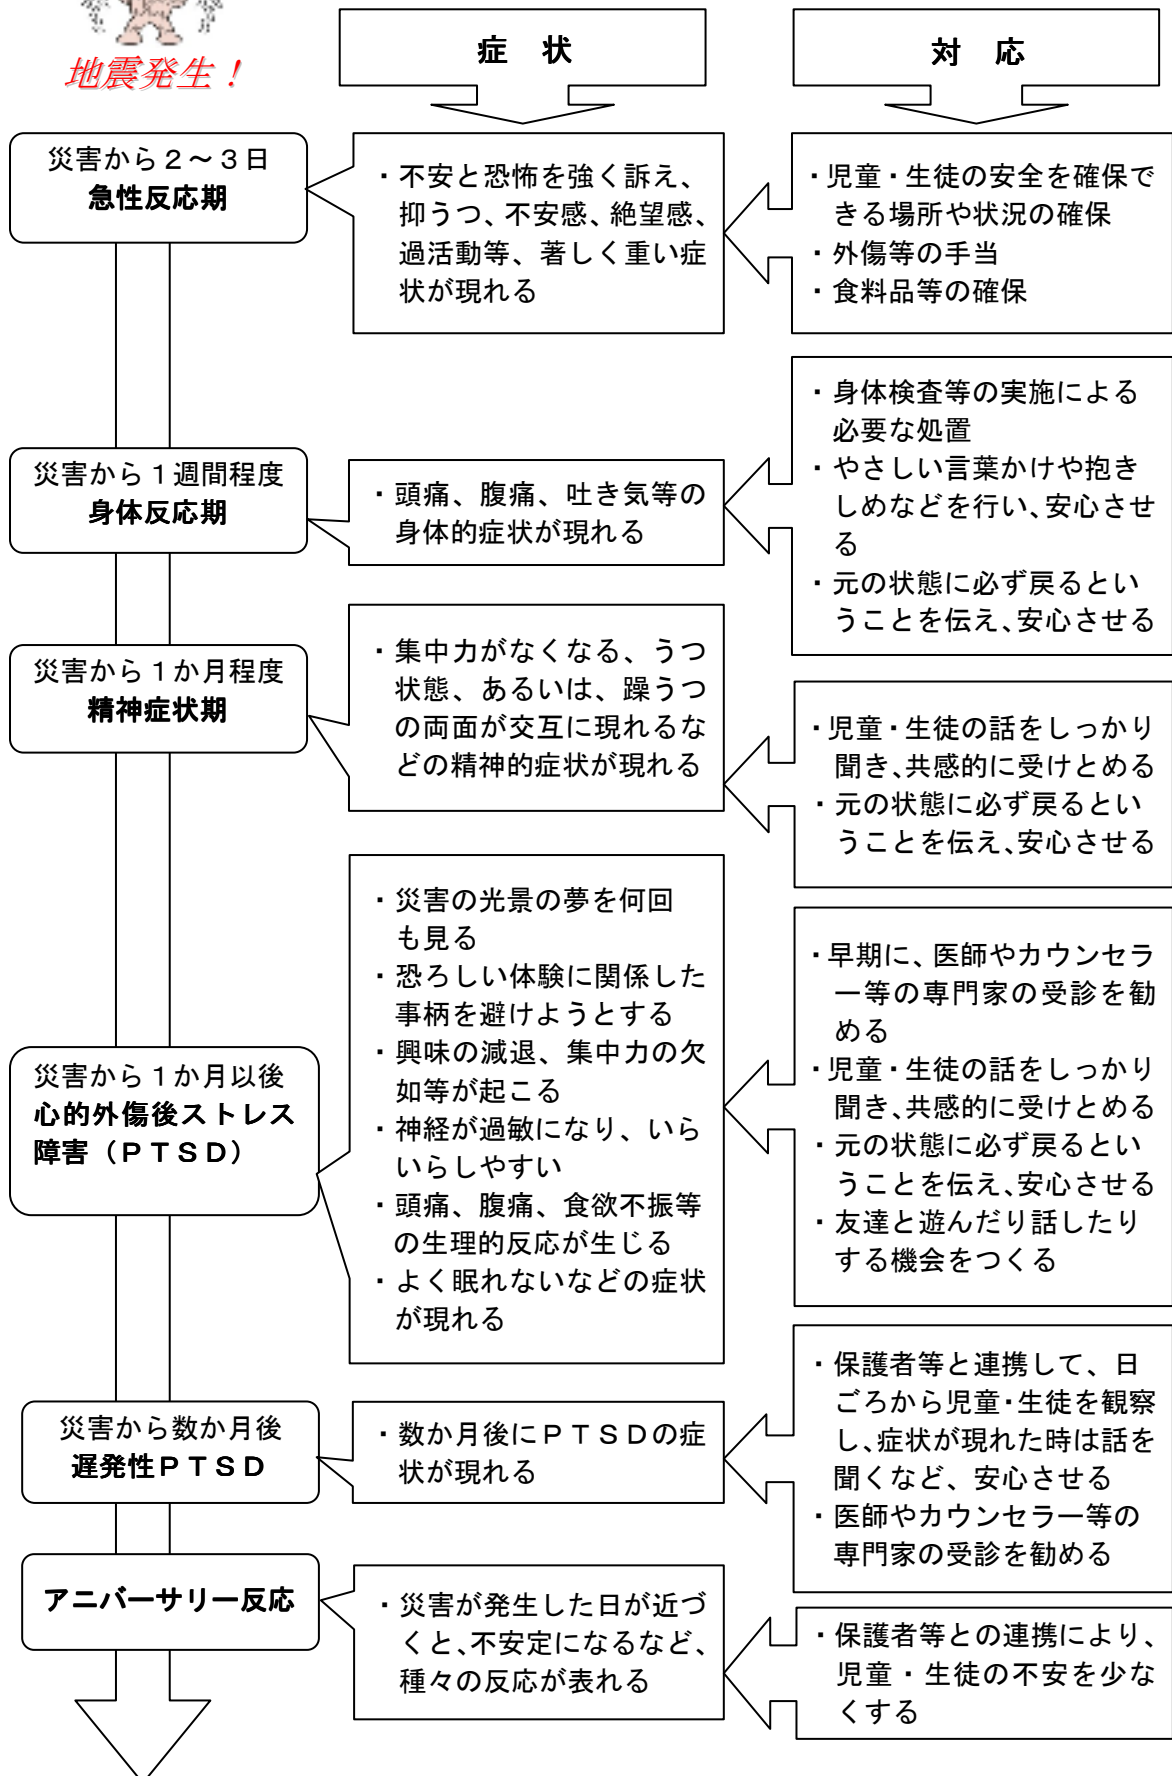 地震発生！
症　状
対　応
災害から２～３日
急性反応期
・不安と恐怖を強く訴え、
抑うつ、不安感、絶望感、
過活動等、著しく重い症
状が現れる
・児童・生徒の安全を確保で
きる場所や状況の確保
・外傷等の手当
・食料品等の確保
災害から１週間程度
身体反応期
・頭痛、腹痛、吐き気等の
身体的症状が現れる
・身体検査等の実施による
必要な処置
・やさしい言葉かけや抱き
しめなどを行い、安心させ
る
・元の状態に必ず戻るとい
うことを伝え、安心させる
災害から１か月程度
精神症状期
・集中力がなくなる、うつ
状態、あるいは、躁うつ
の両面が交互に現れるな
どの精神的症状が現れる
・児童・生徒の話をしっかり
聞き、共感的に受けとめる
・元の状態に必ず戻るとい
うことを伝え、安心させる
災害から１か月以後
心的外傷後ストレス
障害（ＰＴＳＤ）
・災害の光景の夢を何回
も見る
・恐ろしい体験に関係した
事柄を避けようとする
・興味の減退、集中力の欠
如等が起こる
・神経が過敏になり、いら
いらしやすい
・頭痛、腹痛、食欲不振等
の生理的反応が生じる
・よく眠れないなどの症状
が現れる
・早期に、医師やカウンセラ
ー等の専門家の受診を勧
める
・児童・生徒の話をしっかり
聞き、共感的に受けとめる
・元の状態に必ず戻るとい
うことを伝え、安心させる
・友達と遊んだり話したり
する機会をつくる
災害から数か月後
遅発性ＰＴＳＤ
・数か月後にＰＴＳＤの症
状が現れる
・保護者等と連携して、日
ごろから児童・生徒を観察
し、症状が現れた時は話を
聞くなど、安心させる
・医師やカウンセラー等の
専門家の受診を勧める
アニバーサリー反応
・災害が発生した日が近づ
くと、不安定になるなど、
種々の反応が表れる
・保護者等との連携により、
児童・生徒の不安を少な
くする